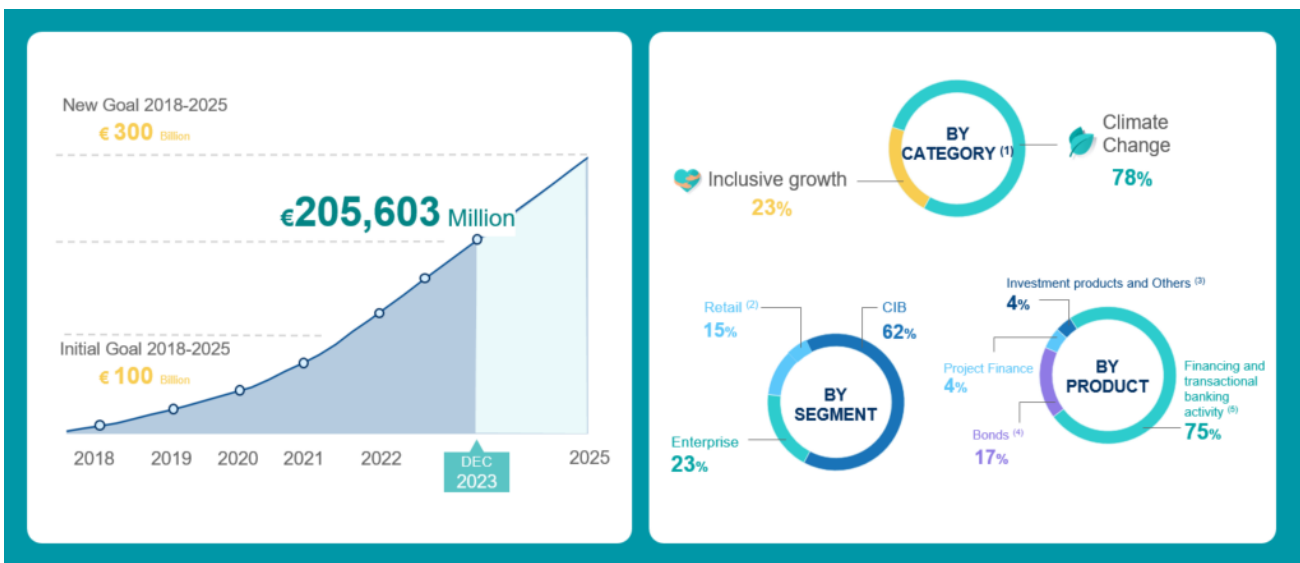 New Goal 2018-2025
€ 300 Billion
€205,603 Million
Initial Goal 2018-2025
€ 100 Billion
2018
2019
2020
2021
2022
DEC
2023
2025
BY
CATEGORY (1)
Climate
Change
78%
Inclusive growth
23%
Retail (2)
15%
CIB
62%
BY
SEGMENT
Enterprise
23%
Investment products and Others (3)
4%
Project Finance
4%
BY
PRODUCT
Financing and
transactional
banking
activity (5)
75%
Bonds (4)
17%